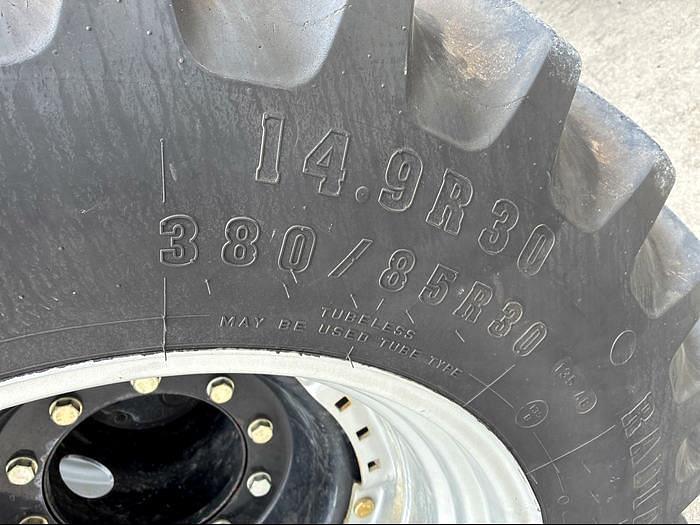 14.9R30
380/85R30
TUBELESS
MAY BE USED TUBE TYPE